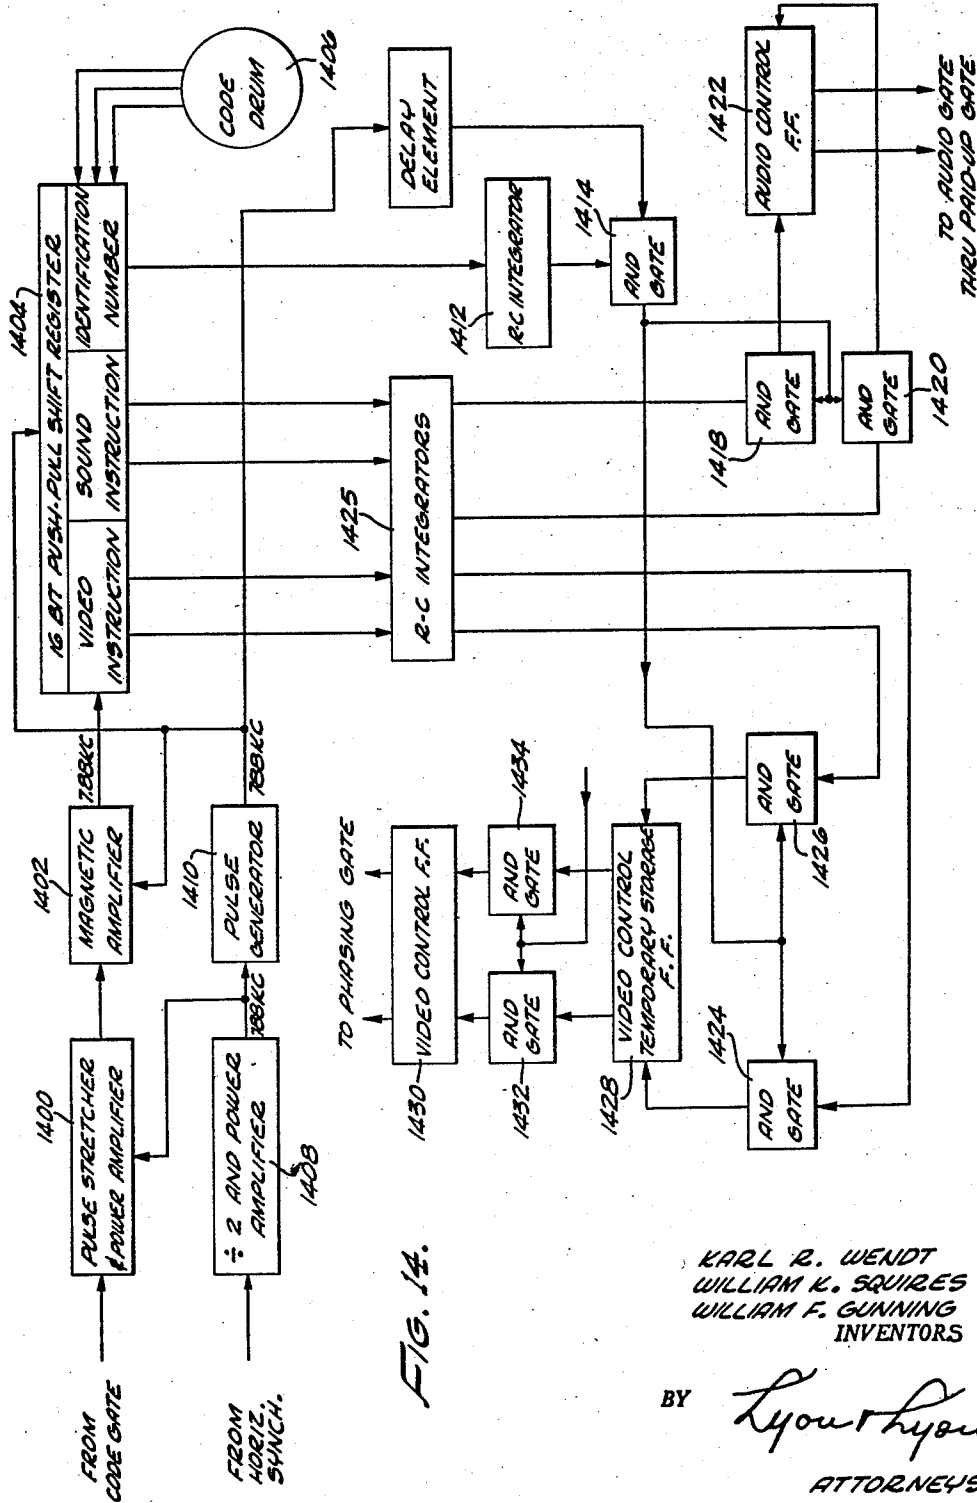 FROM
CODE GATE
1400
PULSE STRETCHER
& POWER AMPLIFIER
1402
MAGNETIC
AMPLIFIER
7.88KC
1404
16 BIT PUSH-PULL SHIFT REGISTER
VIDEO
INSTRUCTION
SOUND
INSTRUCTION
IDENTIFICATION
NUMBER
CODE
DRUM
1406
FROM
HORIZ.
SYNCH.
÷ 2 AND POWER
AMPLIFIER
1408
788KC
1410
PULSE
GENERATOR
788KC
DELAY
ELEMENT
1425
R-C INTEGRATORS
1412
R-C INTEGRATOR
1414
AND
GATE
TO PHASING GATE
1430
VIDEO CONTROL F.F.
1432
AND
GATE
1434
AND
GATE
1428
VIDEO CONTROL
TEMPORARY STORAGE
F. F.
1424
AND
GATE
AND
GATE
1426
1418
AND
GATE
AND
GATE
1420
1422
AUDIO CONTROL
F.F.
TO AUDIO GATE
THRU PAID-UP GATE
FIG. 14.
KARL R. WENDT
WILLIAM K. SQUIRES
WILLIAM F. GUNNING
INVENTORS
BY
Lyon & Lyon
ATTORNEYS